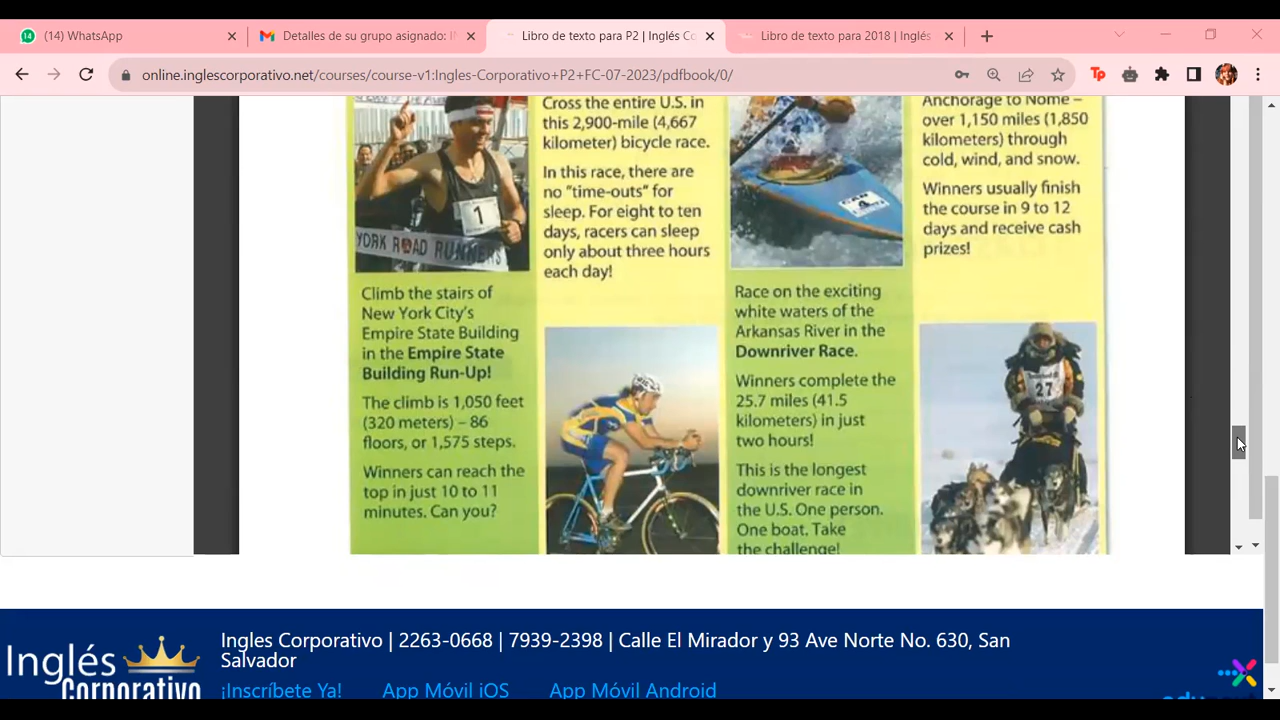 (14) WhatsApp
Detalles de su grupo asignado: I
Libro de texto para P2 | Inglés Co
Libro de texto para 2018 | Inglés
online.inglescorporativo.net/courses/course-v1:Ingles-Corporativo+P2+FC-07-2023/pdfbook/0/
1
YORK ROAD RUNNERS
Climb the stairs of
New York City's
Empire State Building
in the Empire State
Building Run-Up!
The climb is 1,050 feet
(320 meters) – 86
floors, or 1,575 steps.
Winners can reach the
top in just 10 to 11
minutes. Can you?
Cross the entire U.S. in
this 2,900-mile (4,667
kilometer) bicycle race.
In this race, there are
no "time-outs" for
sleep. For eight to ten
days, racers can sleep
only about three hours
each day!
4
Race on the exciting
white waters of the
Arkansas River in the
Downriver Race.
Winners complete the
25.7 miles (41.5
kilometers) in just
two hours!
This is the longest
downriver race in
the U.S. One person.
One boat. Take
the challenge!
Anchorage to Nome –
over 1,150 miles (1,850
kilometers) through
cold, wind, and snow.
Winners usually finish
the course in 9 to 12
days and receive cash
prizes!
27
Inglés
Corporativo
Ingles Corporativo | 2263-0668 | 7939-2398 | Calle El Mirador y 93 Ave Norte No. 630, San
Salvador
¡Inscríbete Ya!
App Móvil iOS
App Móvil Android